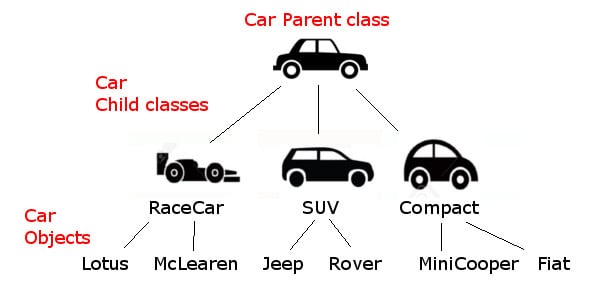 Car Parent class
Car
Child classes
RaceCar SUV Compact
Car
Objects
Lotus McLearen Jeep Rover MiniCooper Fiat